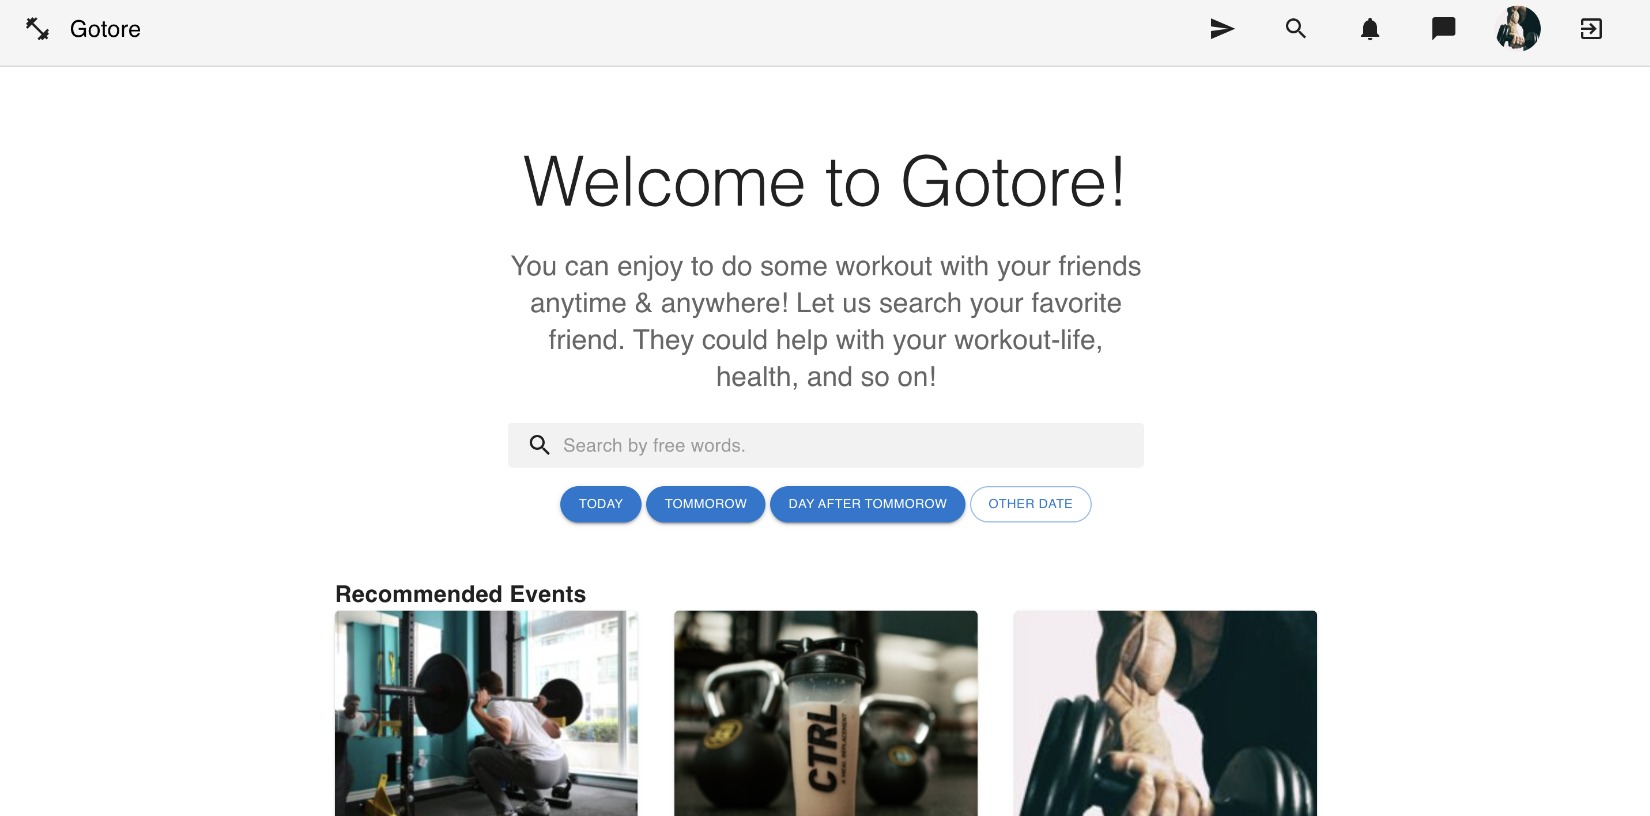 Gotore
Welcome to Gotore!
You can enjoy to do some workout with your friends
anytime & anywhere! Let us search your favorite
friend. They could help with your workout-life,
health, and so on!
Search by free words.
TODAY TOMMOROW DAY AFTER TOMMOROW OTHER DATE
Recommended Events
CTRL
A MEAL REPLACEMENT